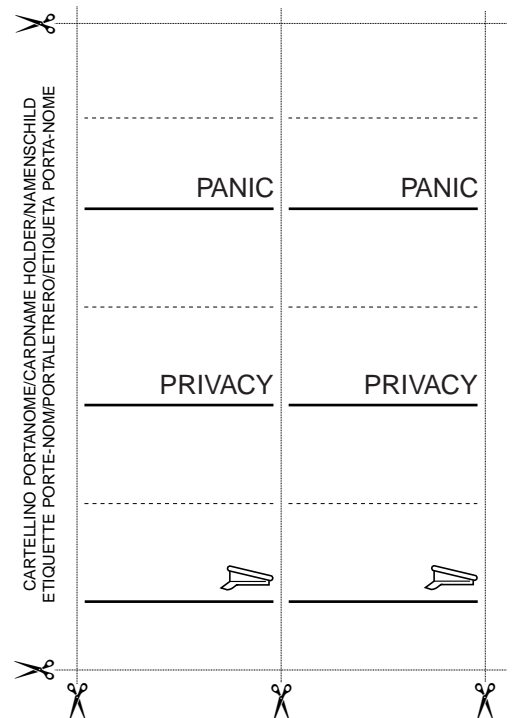 CARTELLINO PORTANOME/CARDNAME HOLDER/NAMENSCHILD
ETIQUETTE PORTE-NOM/PORTALETRERO/ETIQUETA PORTA-NOME
PANIC PANIC
PRIVACY PRIVACY